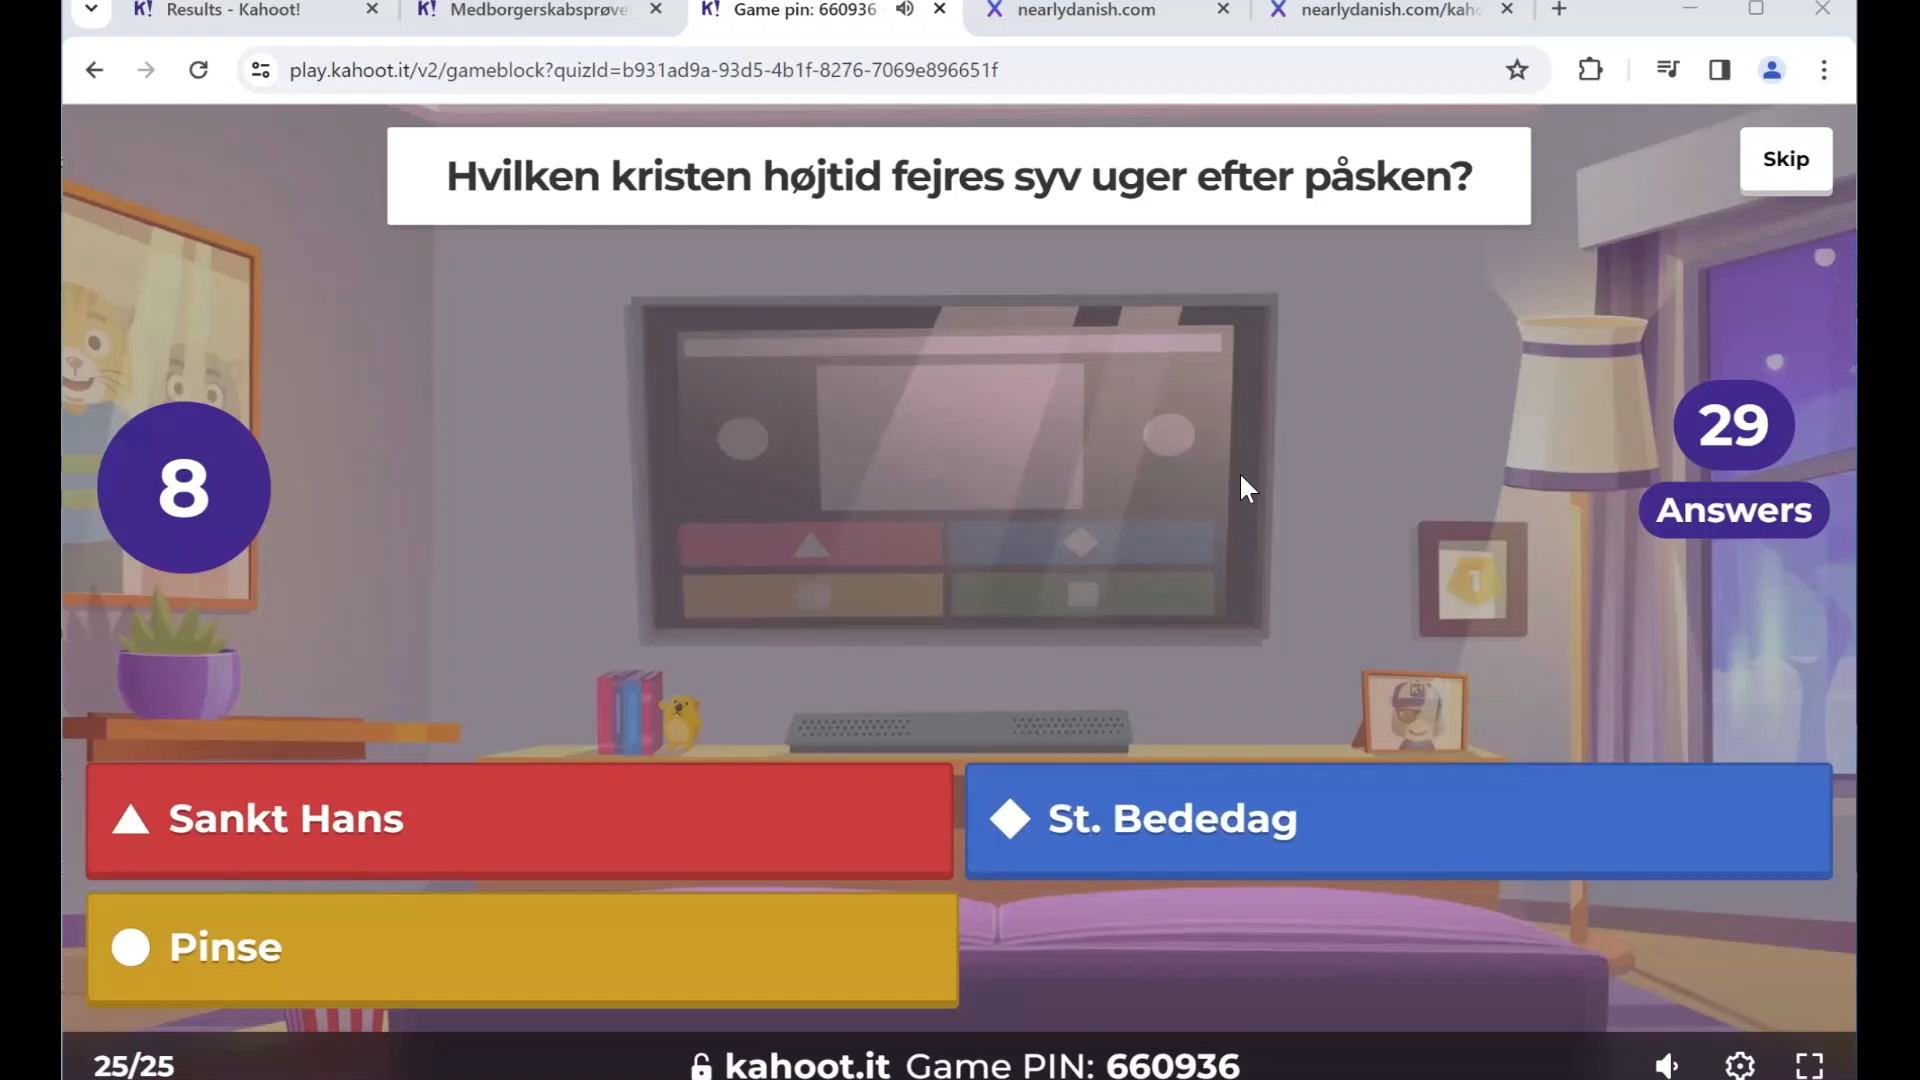 K! Results - Kahoot!
K! Medborgerskabsprøve
K! Game pin: 660936
nearlydanish.com
nearlydanish.com/kaho
play.kahoot.it/v2/gameblock?quizId=b931ad9a-93d5-4b1f-8276-7069e896651f
Hvilken kristen højtid fejres syv uger efter påsken?
Skip
8
29
Answers
1
Sankt Hans
St. Bededag
Pinse
25/25
kahoot.it Game PIN: 660936